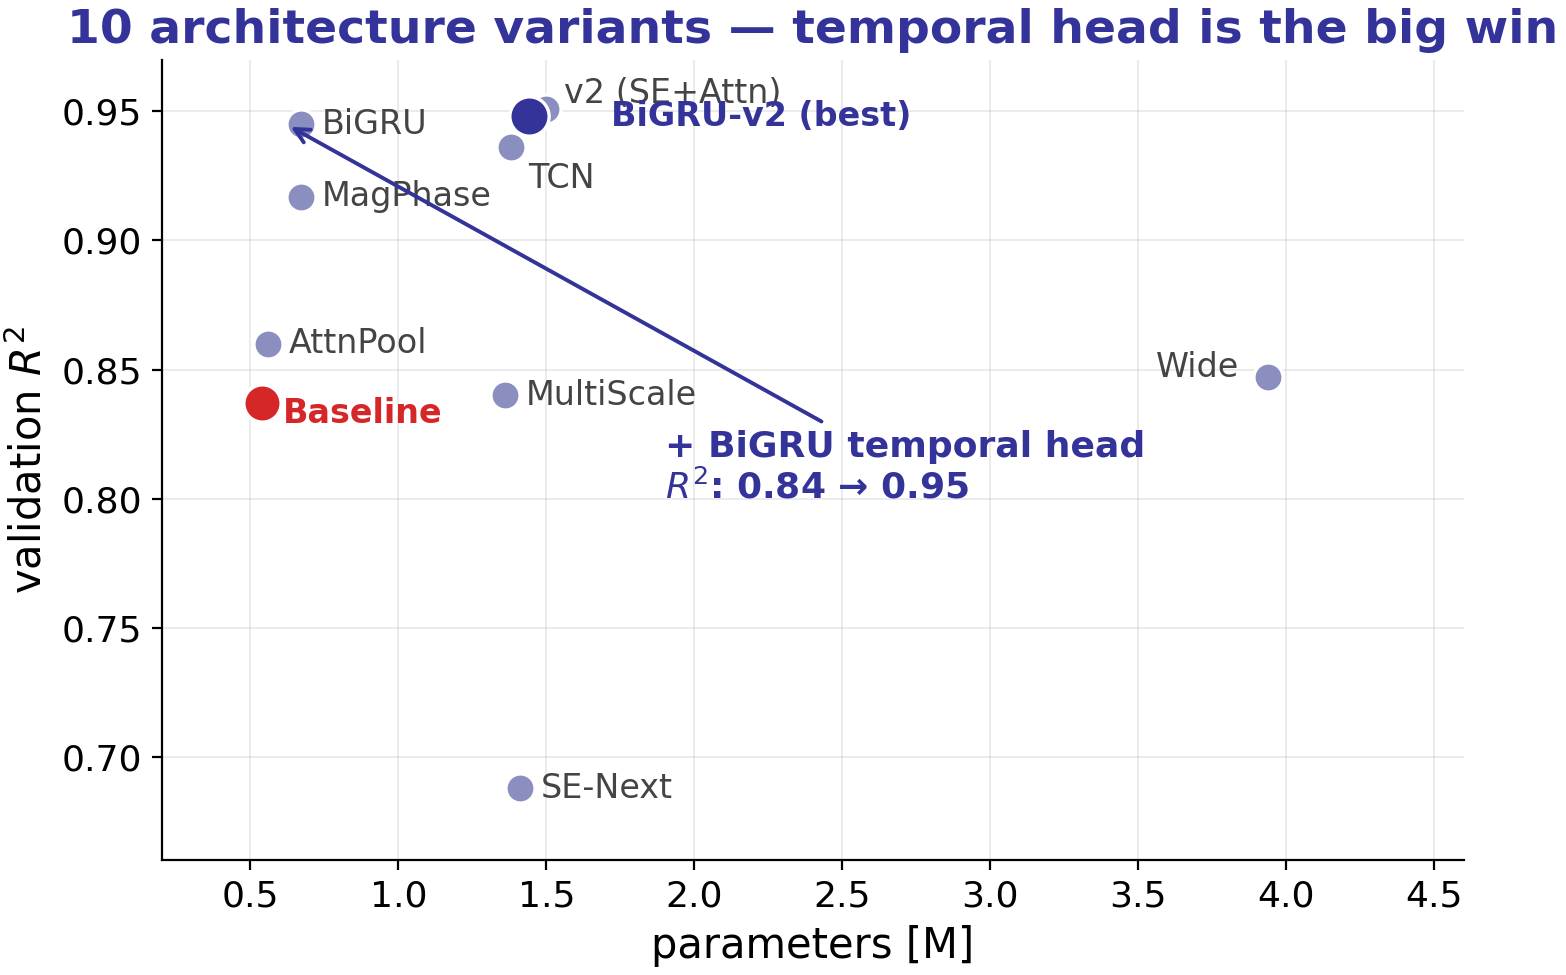 10 architecture variants — temporal head is the big win
v2 (SE+Attn)
BiGRU-v2 (best)
BiGRU
TCN
MagPhase
AttnPool
Wide
MultiScale
Baseline
+ BiGRU temporal head
R²: 0.84 → 0.95
SE-Next
validation R²
0.95
0.90
0.85
0.80
0.75
0.70
0.5 1.0 1.5 2.0 2.5 3.0 3.5 4.0 4.5
parameters [M]